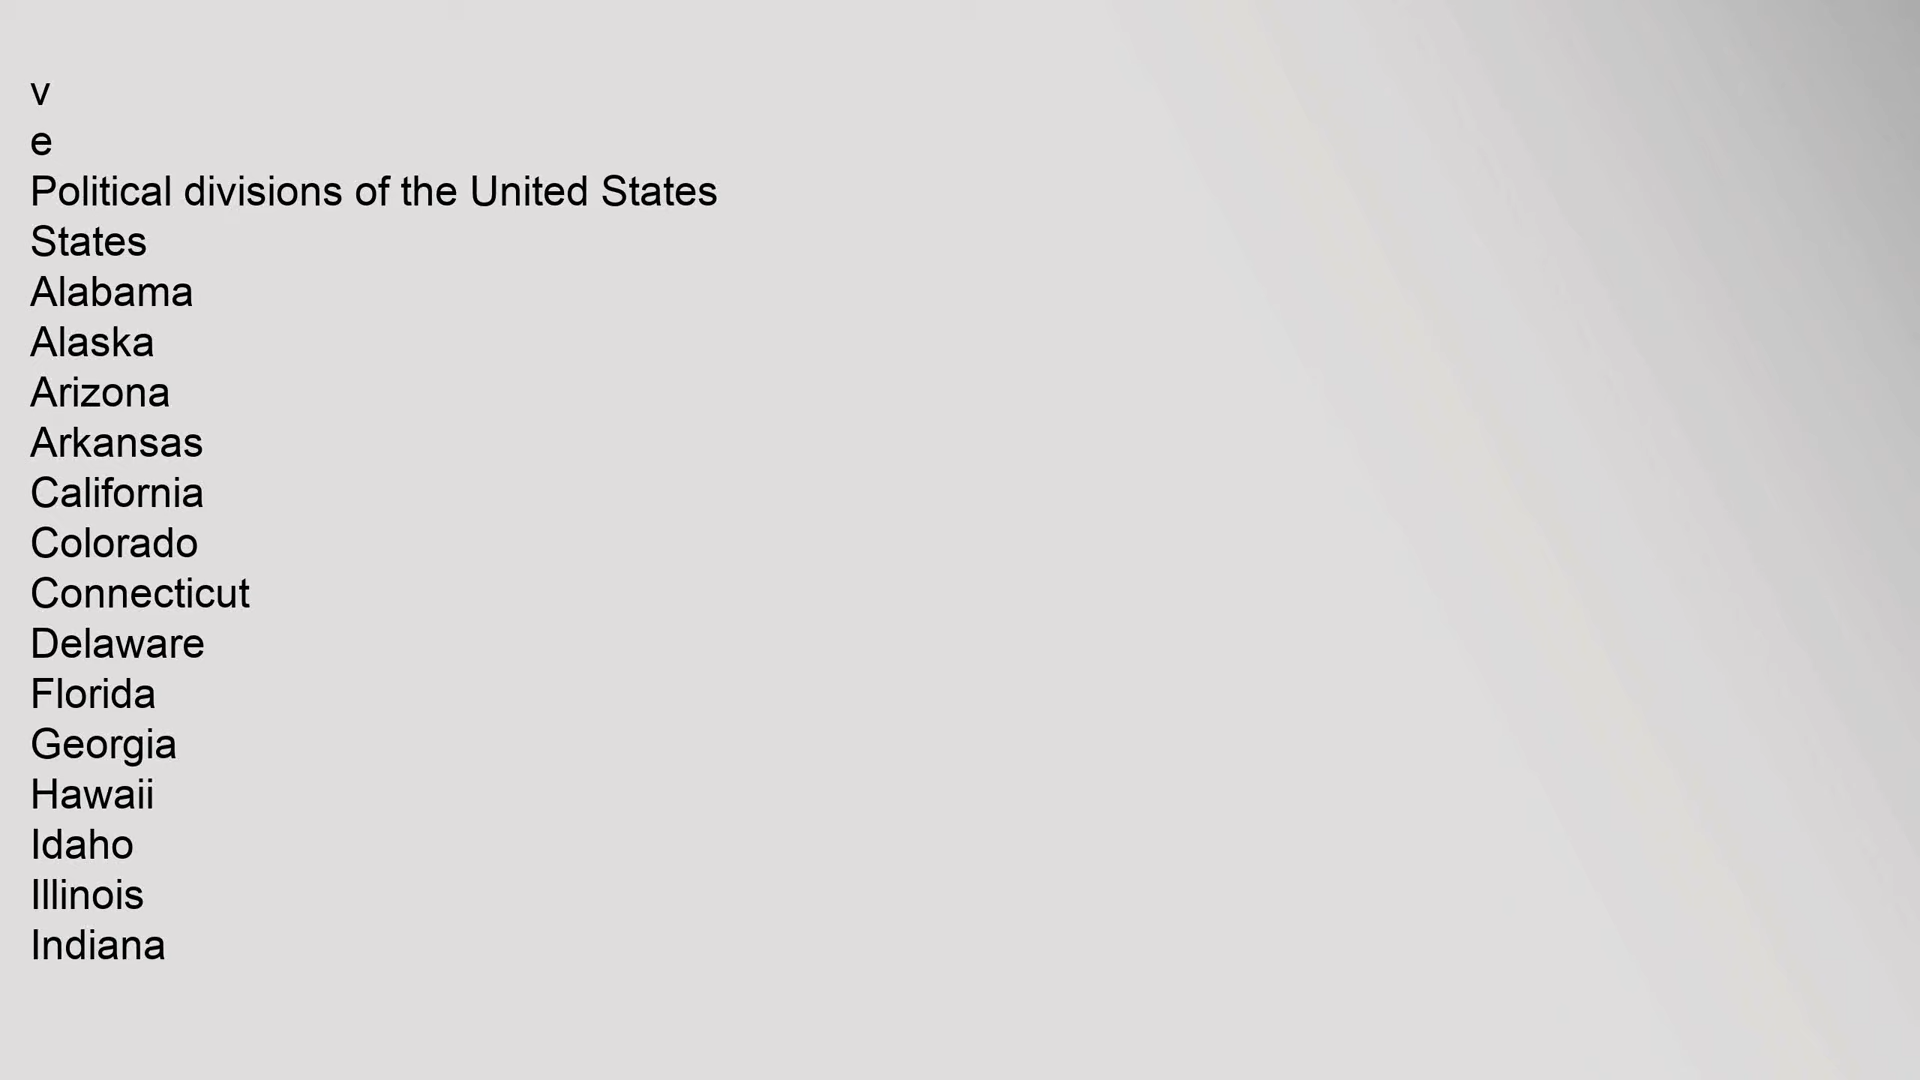 v
e
Political divisions of the United States
States
Alabama
Alaska
Arizona
Arkansas
California
Colorado
Connecticut
Delaware
Florida
Georgia
Hawaii
Idaho
Illinois
Indiana